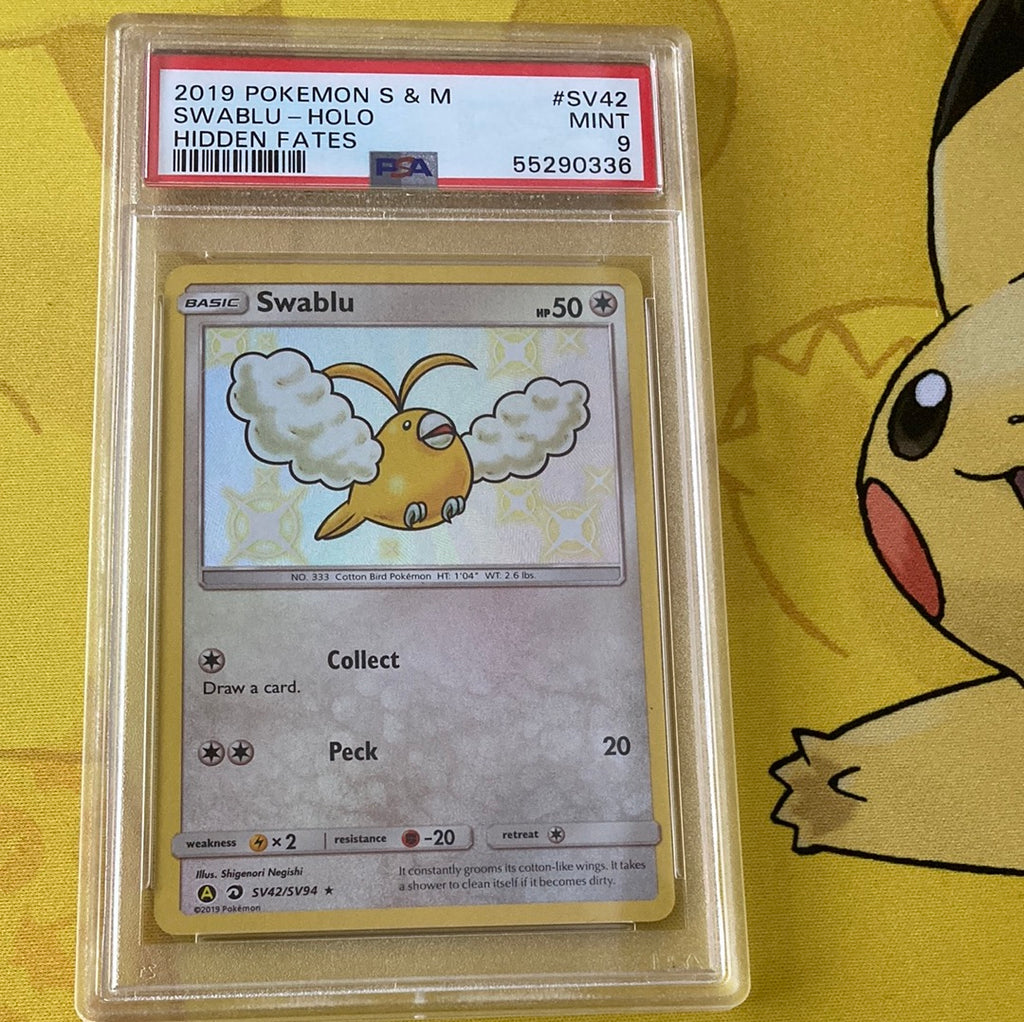 2019 POKEMON S & M #SV42
SWABLU - HOLO MINT
HIDDEN FATES 9
PSA 55290336
BASIC Swablu HP 50
NO. 333 Cotton Bird Pokémon HT: 1'04" WT: 2.6 lbs.
Collect
Draw a card.
Peck 20
weakness ×2 resistance -20 retreat
Illus. Shigenori Negishi
It constantly grooms its cotton-like wings. It takes
a shower to clean itself if it becomes dirty.
A SV42/SV94 ★
©2019 Pokémon